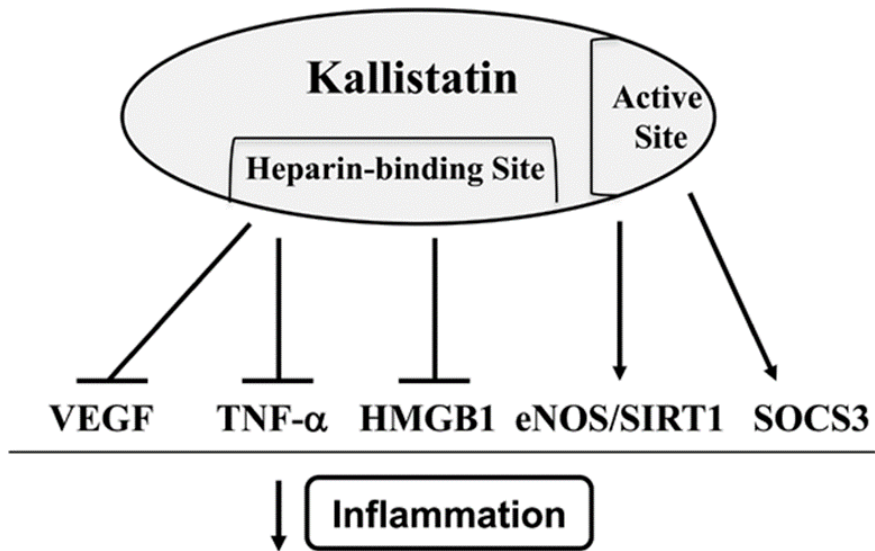 Kallistatin
Active
Site
Heparin-binding Site
VEGF TNF-α HMGB1 eNOS/SIRT1 SOCS3
Inflammation